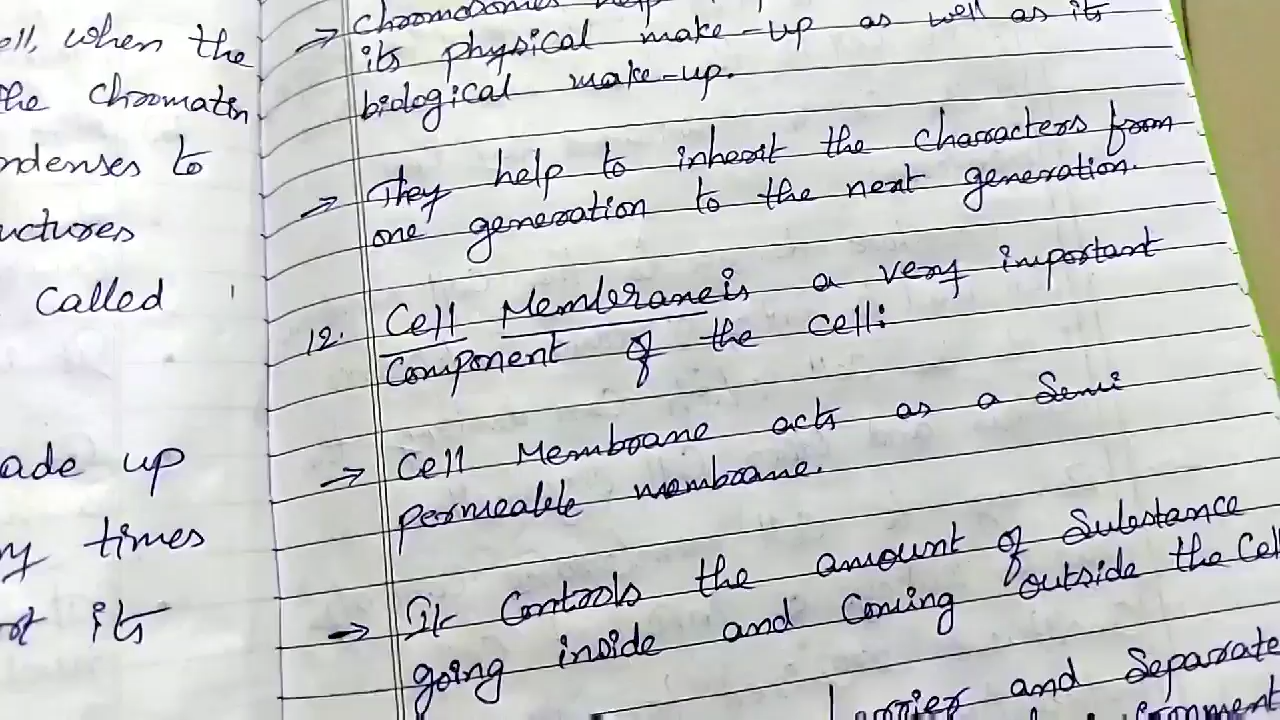 ell, when the
the chromatin
ndenses to
uctures
called
ade up
times
its
→ chromosomes help
its physical make-up as well as its
biological make-up.
→ They help to inherit the characters from
one generation to the next generation.
12. Cell Membrane is a very important
component of the cell:
→ Cell Membrane acts as a Semi
permeable membrane.
→ It controls the amount of Substance
going inside and coming outside the Cell
barrier and Separate